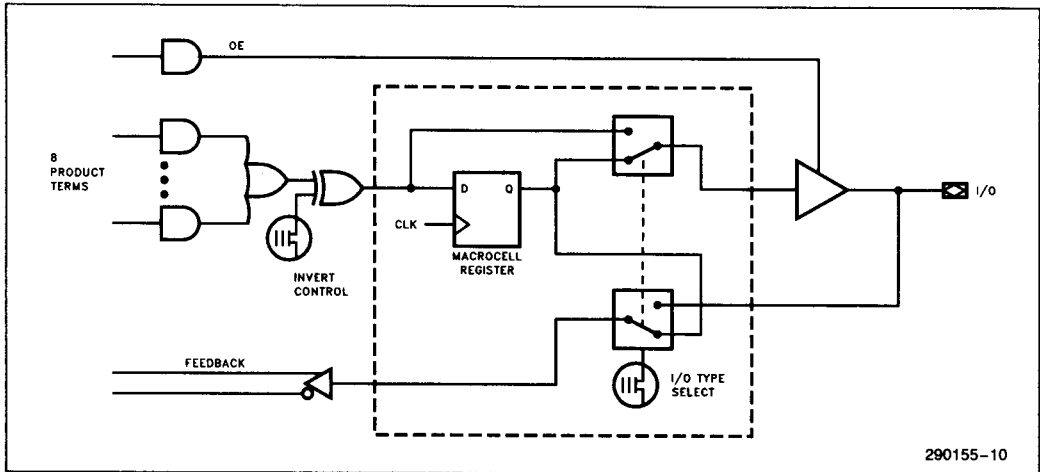 OE
8
PRODUCT
TERMS
D
Q
I/O
CLK
MACROCELL
REGISTER
INVERT
CONTROL
FEEDBACK
I/O TYPE
SELECT
290155-10